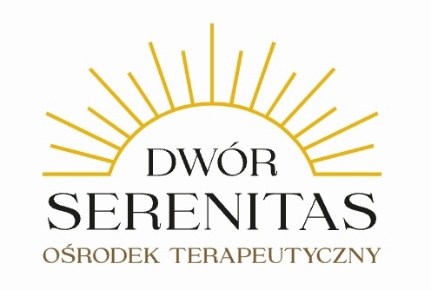 DWÓR
SERENITAS
OŚRODEK TERAPEUTYCZNY